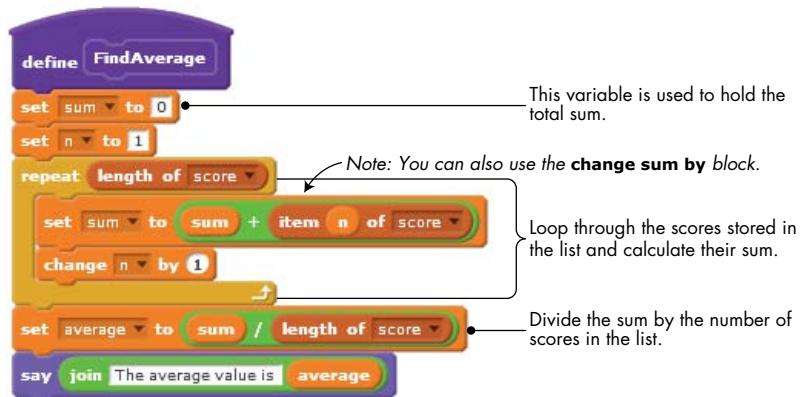 define FindAverage
set sum to 0
This variable is used to hold the
total sum.
set n to 1
repeat length of score
Note: You can also use the change sum by block.
set sum to sum + item n of score
change n by 1
Loop through the scores stored in
the list and calculate their sum.
set average to sum / length of score
Divide the sum by the number of
scores in the list.
say join The average value is average